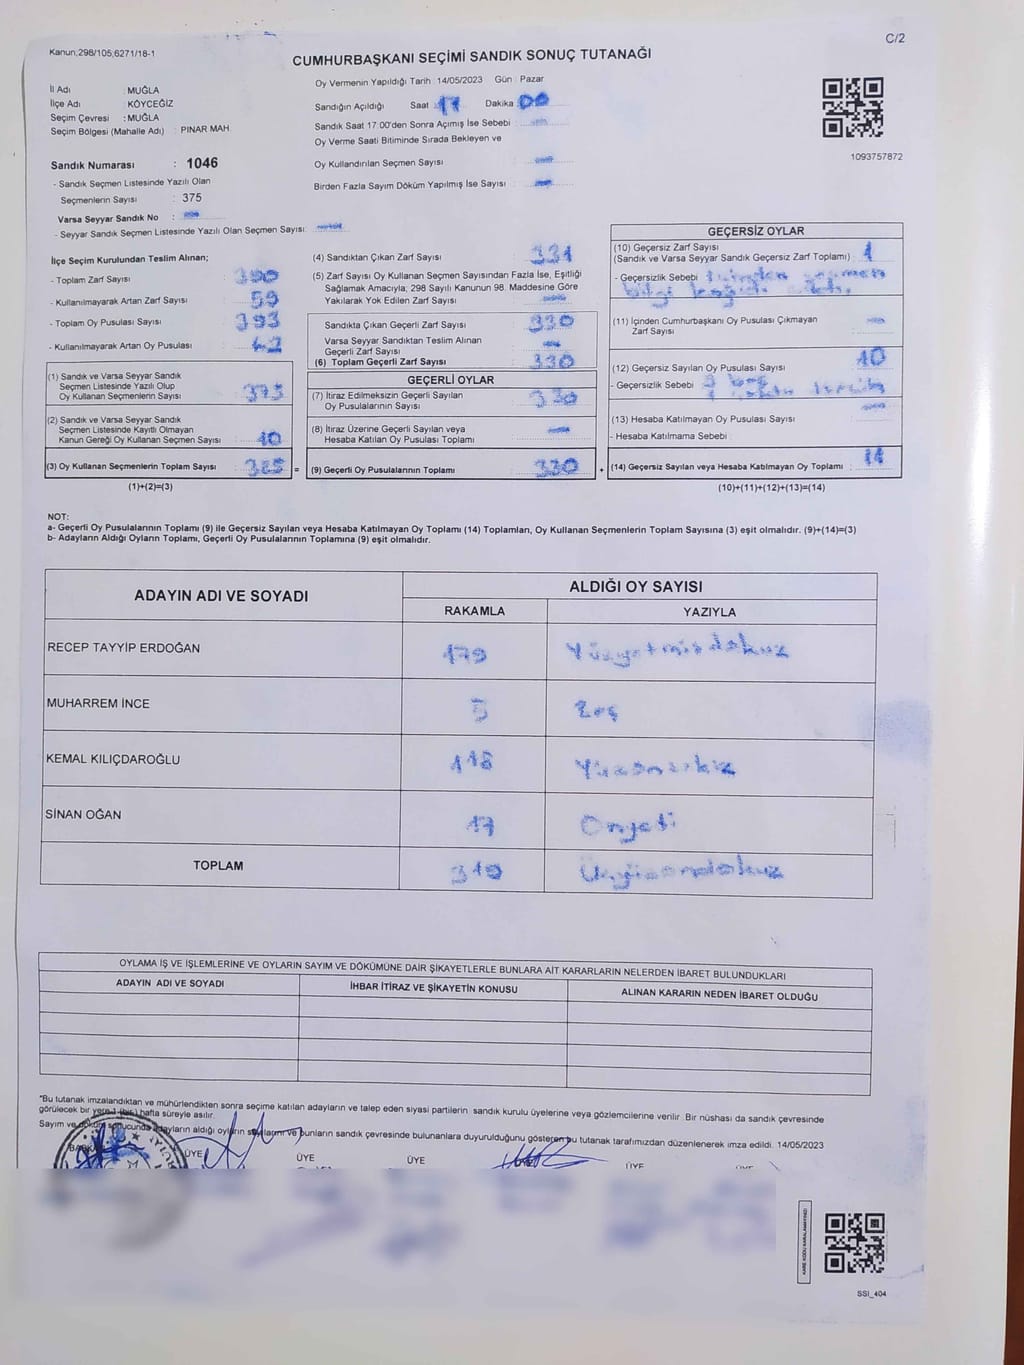 Kanun;298/105;6271/18-1
C/2
CUMHURBAŞKANI SEÇİMİ SANDIK SONUÇ TUTANAĞI
İl Adı : MUĞLA
İlçe Adı : KÖYCEĞİZ
Seçim Çevresi : MUĞLA
Seçim Bölgesi (Mahalle Adı) : PINAR MAH.
Sandık Numarası : 1046
- Sandık Seçmen Listesinde Yazılı Olan
Seçmenlerin Sayısı : 375
Varsa Seyyar Sandık No :
- Seyyar Sandık Seçmen Listesinde Yazılı Olan Seçmen Sayısı:
Oy Vermenin Yapıldığı Tarih :14/05/2023 Gün : Pazar
Sandığın Açıldığı Saat : 17 Dakika : 00
Sandık Saat 17:00'den Sonra Açımış İse Sebebi :
Oy Verme Saati Bitiminde Sırada Bekleyen ve
Oy Kullandırılan Seçmen Sayısı :
Birden Fazla Sayım Döküm Yapılmış İse Sayısı :
1093757872
İlçe Seçim Kurulundan Teslim Alınan;
- Toplam Zarf Sayısı : 390
- Kullanılmayarak Artan Zarf Sayısı : 59
- Toplam Oy Pusulası Sayısı : 393
- Kullanılmayarak Artan Oy Pusulası
(1) Sandık ve Varsa Seyyar Sandık
Seçmen Listesinde Yazılı Olup
Oy Kullanan Seçmenlerin Sayısı : 375
(2) Sandık ve Varsa Seyyar Sandık
Seçmen Listesinde Kayıtlı Olmayan
Kanun Gereği Oy Kullanan Seçmen Sayısı : 10
(3) Oy Kullanan Seçmenlerin Toplam Sayısı : 385 =
(1)+(2)=(3)
(4) Sandıktan Çıkan Zarf Sayısı : 331
(5) Zarf Sayısı Oy Kullanan Seçmen Sayısından Fazla İse, Eşitliği
Sağlamak Amacıyla; 298 Sayılı Kanunun 98. Maddesine Göre
Yakılarak Yok Edilen Zarf Sayısı :
Sandıkta Çıkan Geçerli Zarf Sayısı : 330
Varsa Seyyar Sandıktan Teslim Alınan
Geçerli Zarf Sayısı :
(6) Toplam Geçerli Zarf Sayısı : 330
GEÇERLİ OYLAR
(7) İtiraz Edilmeksizin Geçerli Sayılan
Oy Pusulalarının Sayısı : 330
(8) İtiraz Üzerine Geçerli Sayılan veya
Hesaba Katılan Oy Pusulası Toplamı :
(9) Geçerli Oy Pusulalarının Toplamı : 330 +
GEÇERSİZ OYLAR
(10) Geçersiz Zarf Sayısı
(Sandık ve Varsa Seyyar Sandık Geçersiz Zarf Toplamı) : 1
- Geçersizlik Sebebi : İçinden seçmen
bilgi kağıdı çıktı.
(11) İçinden Cumhurbaşkanı Oy Pusulası Çıkmayan
Zarf Sayısı :
(12) Geçersiz Sayılan Oy Pusulası Sayısı : 10
- Geçersizlik Sebebi : boş
(13) Hesaba Katılmayan Oy Pusulası Sayısı :
- Hesaba Katılmama Sebebi :
(14) Geçersiz Sayılan veya Hesaba Katılmayan Oy Toplamı : 11
(10)+(11)+(12)+(13)=(14)
NOT:
a- Geçerli Oy Pusulalarının Toplamı (9) ile Geçersiz Sayılan veya Hesaba Katılmayan Oy Toplamı (14) Toplamları, Oy Kullanan Seçmenlerin Toplam Sayısına (3) eşit olmalıdır. (9)+(14)=(3)
b- Adayların Aldığı Oyların Toplamı, Geçerli Oy Pusulalarının Toplamına (9) eşit olmalıdır.
ADAYIN ADI VE SOYADI
ALDIĞI OY SAYISI
RAKAMLA YAZIYLA
RECEP TAYYİP ERDOĞAN 179 Yüzyetmişdokuz
MUHARREM İNCE 5 Beş
KEMAL KILIÇDAROĞLU 118 Yüzonsekiz
SİNAN OĞAN 17 Onyedi
TOPLAM 319 Üçyüzondokuz
OYLAMA İŞ VE İŞLEMLERİNE VE OYLARIN SAYIM VE DÖKÜMÜNE DAİR ŞİKAYETLERLE BUNLARA AİT KARARLARIN NELERDEN İBARET BULUNDUKLARI
ADAYIN ADI VE SOYADI İHBAR İTİRAZ VE ŞİKAYETİN KONUSU ALINAN KARARIN NEDEN İBARET OLDUĞU
"Bu tutanak imzalandıktan ve mühürlendikten sonra seçime katılan adayların ve talep eden siyasi partilerin sandık kurulu üyelerine veya gözlemcilerine verilir. Bir nüshası da sandık çevresinde
görülecek bir yere 1 (bir) hafta süreyle asılır.
Sayım ve döküm sonucunda adayların aldığı oyların sayılarını ve bunların sandık çevresinde bulunanlara duyurulduğunu gösteren bu tutanak tarafımızdan düzenlenerek imza edildi. 14/05/2023
ÜYE ÜYE ÜYE ÜYE ÜYE
KARE KODU KARALAMAYINIZ!
SSI_404